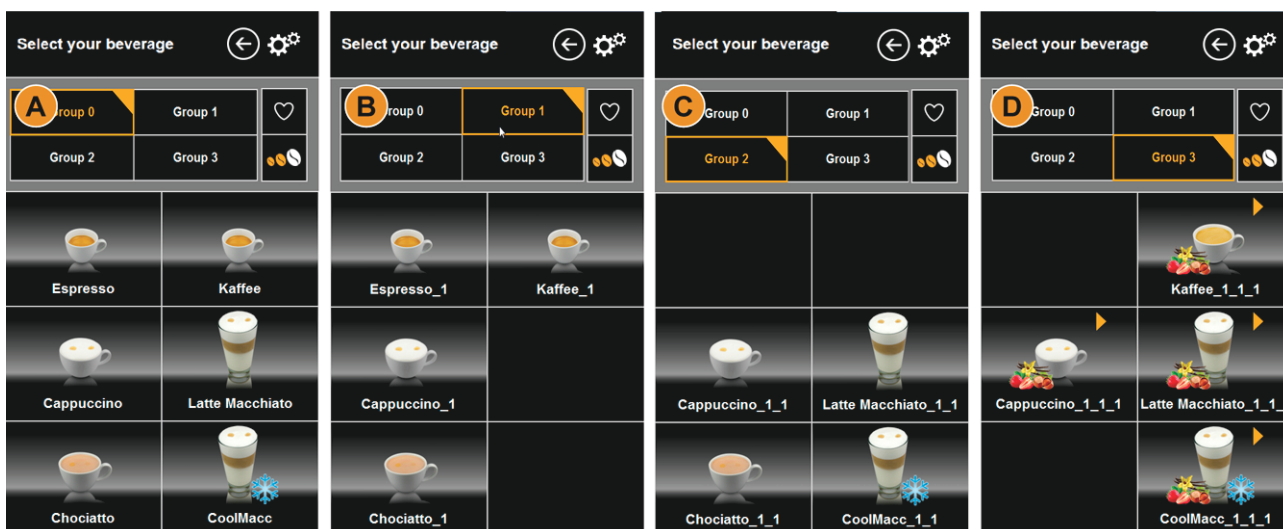 Select your beverage
A roup 0 Group 1
Group 2 Group 3
Espresso Kaffee
Cappuccino Latte Macchiato
Chociatto CoolMacc
Select your beverage
B roup 0 Group 1
Group 2 Group 3
Espresso_1 Kaffee_1
Cappuccino_1
Chociatto_1
Select your beverage
C Group 0 Group 1
Group 2 Group 3
Cappuccino_1_1 Latte Macchiato_1_1
Chociatto_1_1 CoolMacc_1_1
Select your beverage
D Group 0 Group 1
Group 2 Group 3
Kaffee_1_1_1
Cappuccino_1_1_1 Latte Macchiato_1_1_
CoolMacc_1_1_1